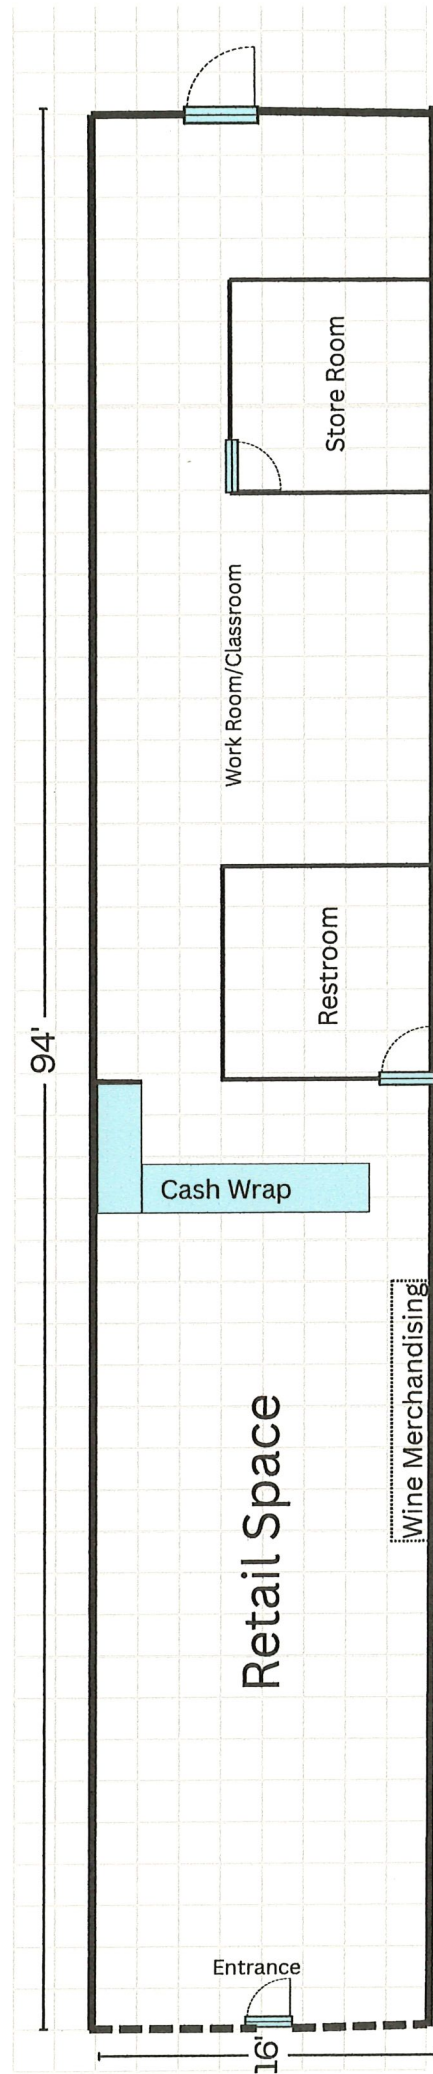 94'
Store Room
Work Room/Classroom
Restroom
Cash Wrap
Wine Merchandising
Retail Space
Entrance
16'